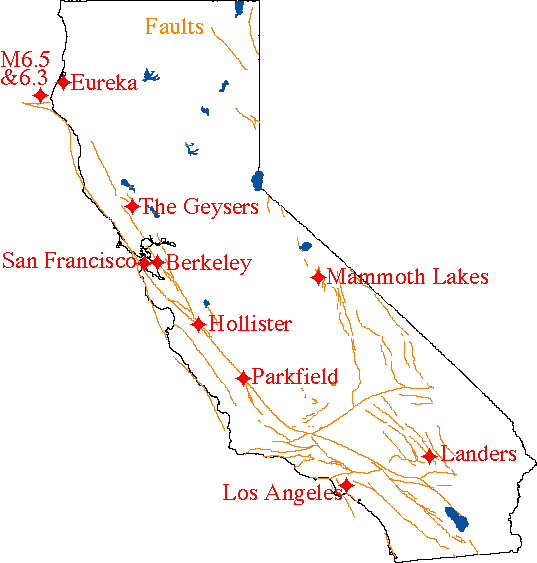 Faults
M6.5
&6.3
Eureka
The Geysers
San Francisco
Berkeley
Mammoth Lakes
Hollister
Parkfield
Landers
Los Angeles